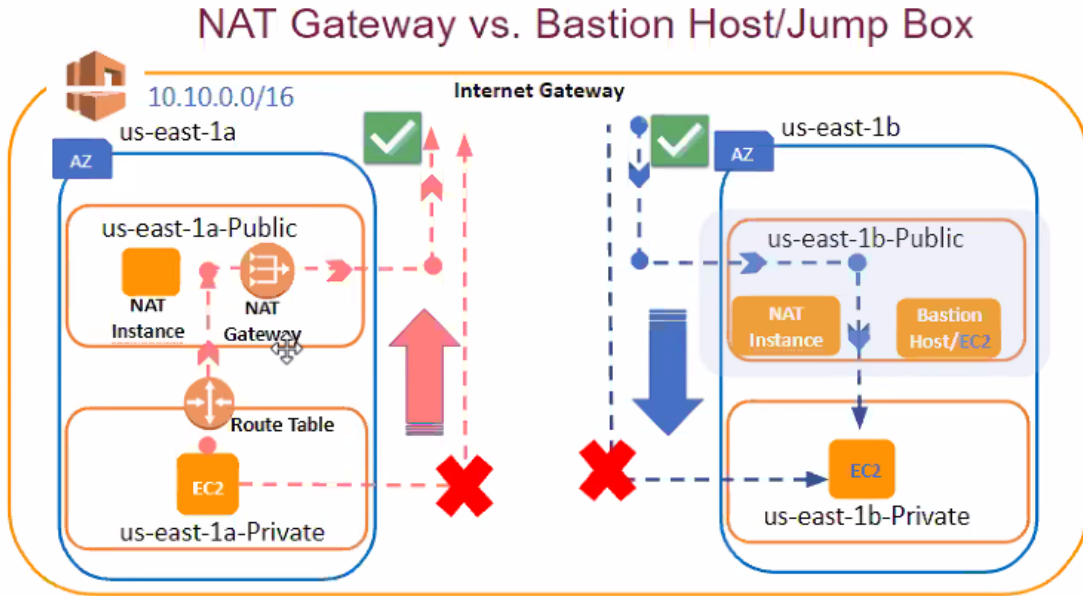 NAT Gateway vs. Bastion Host/Jump Box
Internet Gateway
10.10.0.0/16
us-east-1a
AZ
us-east-1a-Public
NAT
Instance
NAT
Gateway
Route Table
EC2
us-east-1a-Private
us-east-1b
AZ
us-east-1b-Public
NAT
Instance
Bastion
Host/EC2
EC2
us-east-1b-Private